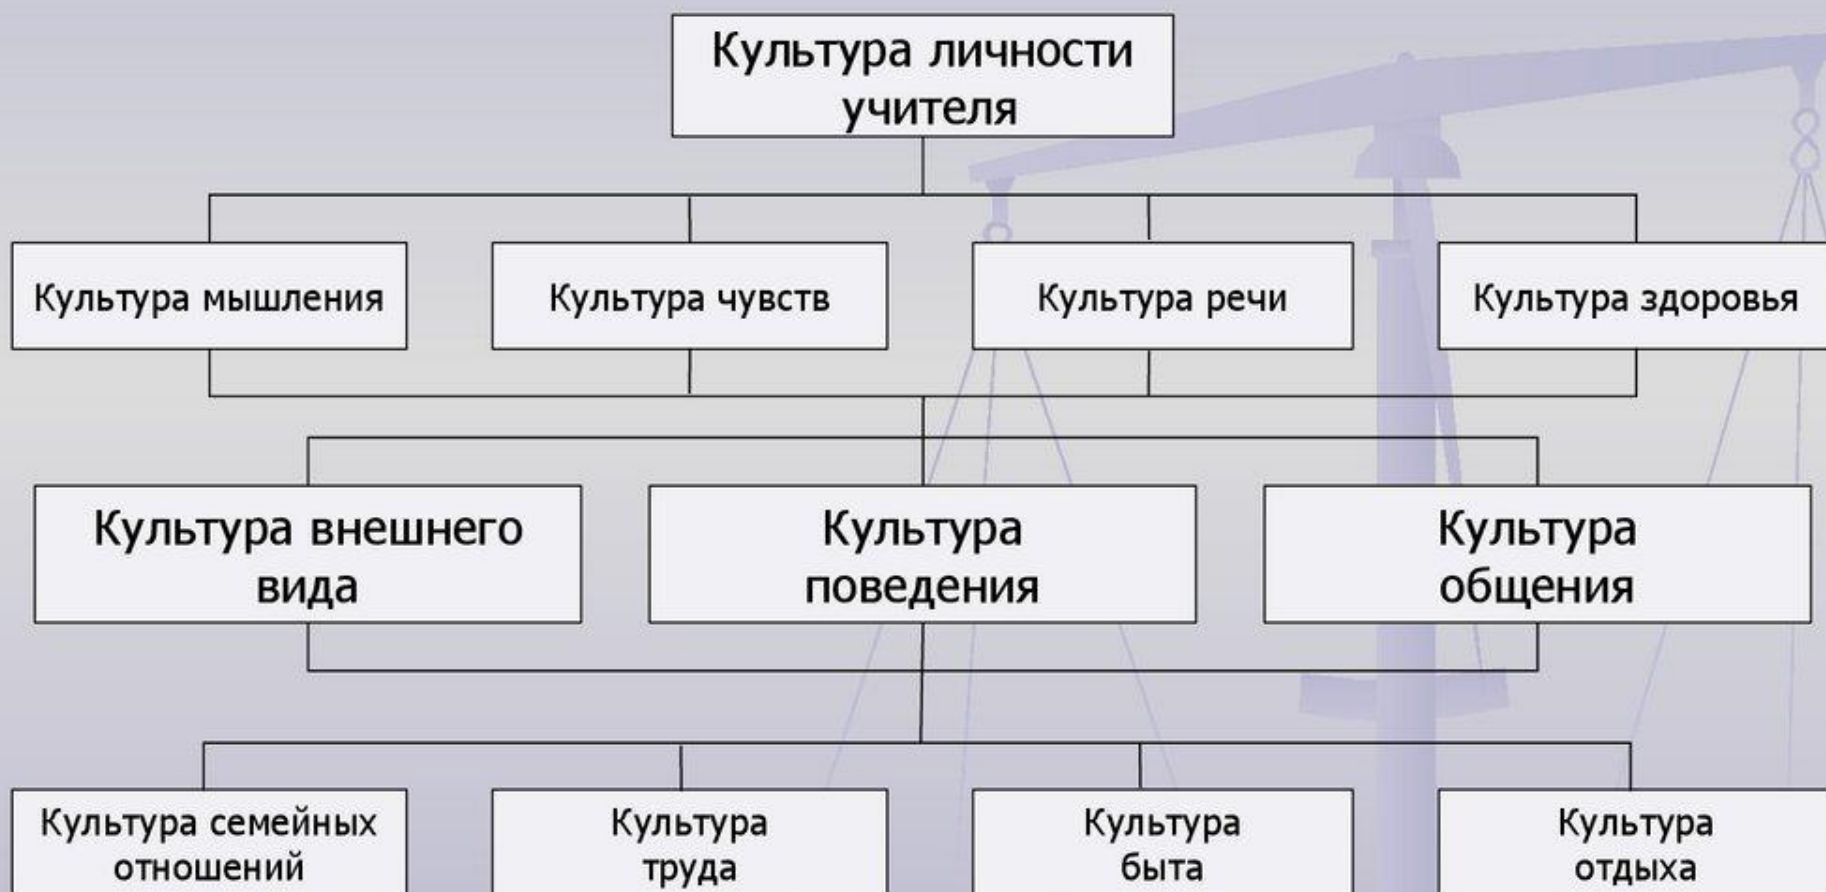 Культура личности
учителя
Культура мышления
Культура чувств
Культура речи
Культура здоровья
Культура внешнего
вида
Культура
поведения
Культура
общения
Культура семейных
отношений
Культура
труда
Культура
быта
Культура
отдыха